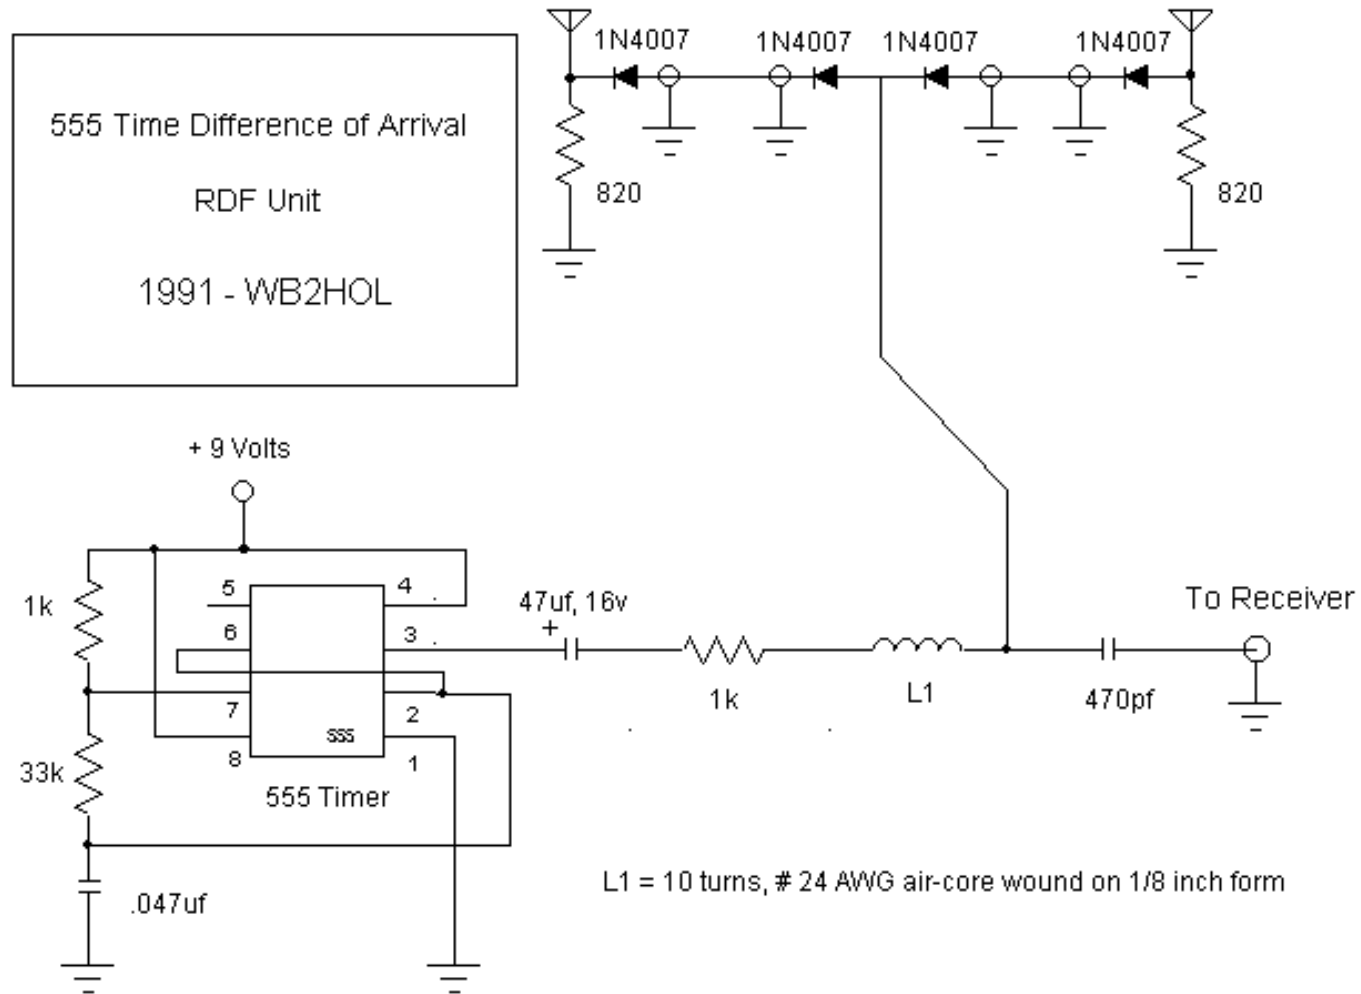 1N4007
1N4007
1N4007
1N4007
555 Time Difference of Arrival
RDF Unit
1991 - WB2HOL
820
820
+ 9 Volts
5
4
1k
47uf, 16v
+
To Receiver
6
3
1k
L1
470pf
7
2
555
8
1
33k
555 Timer
.047uf
L1 = 10 turns, # 24 AWG air-core wound on 1/8 inch form